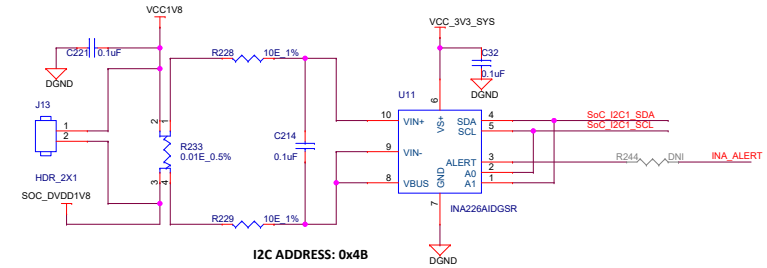 VCC1V8
VCC_3V3_SYS
C221
0.1uF
DGND
R228
10E_1%
C32
0.1uF
DGND
J13
1
2
HDR_2X1
2
1
R233
0.01E_0.5%
3
4
C214
0.1uF
U11
6
VS+
10
VIN+
9
VIN-
8
VBUS
SDA
4
SCL
5
ALERT
3
A0
2
A1
1
GND
7
INA226AIDGSR
SoC_I2C1_SDA
SoC_I2C1_SCL
R244
DNI
INA_ALERT
SOC_DVDD1V8
R229
10E_1%
I2C ADDRESS: 0x4B
DGND